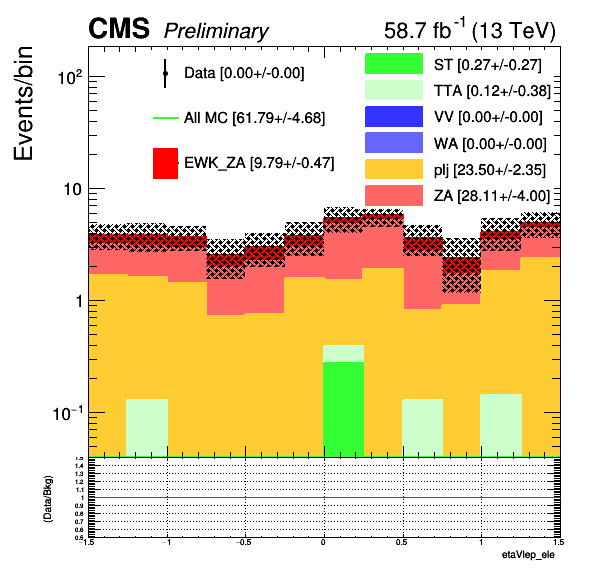 CMS Preliminary 58.7 fb⁻¹ (13 TeV)
Events/bin
Data [0.00+/-0.00]
All MC [61.79+/-4.68]
EWK_ZA [9.79+/-0.47]
ST [0.27+/-0.27]
TTA [0.12+/-0.38]
VV [0.00+/-0.00]
WA [0.00+/-0.00]
plj [23.50+/-2.35]
ZA [28.11+/-4.00]
10²
10
1
10⁻¹
(Data/Bkg)
1.5
1.4
1.3
1.2
1.1
1
0.9
0.8
0.7
0.6
0.5
-1.5 -1 -0.5 0 0.5 1 1.5
etaVlep_ele